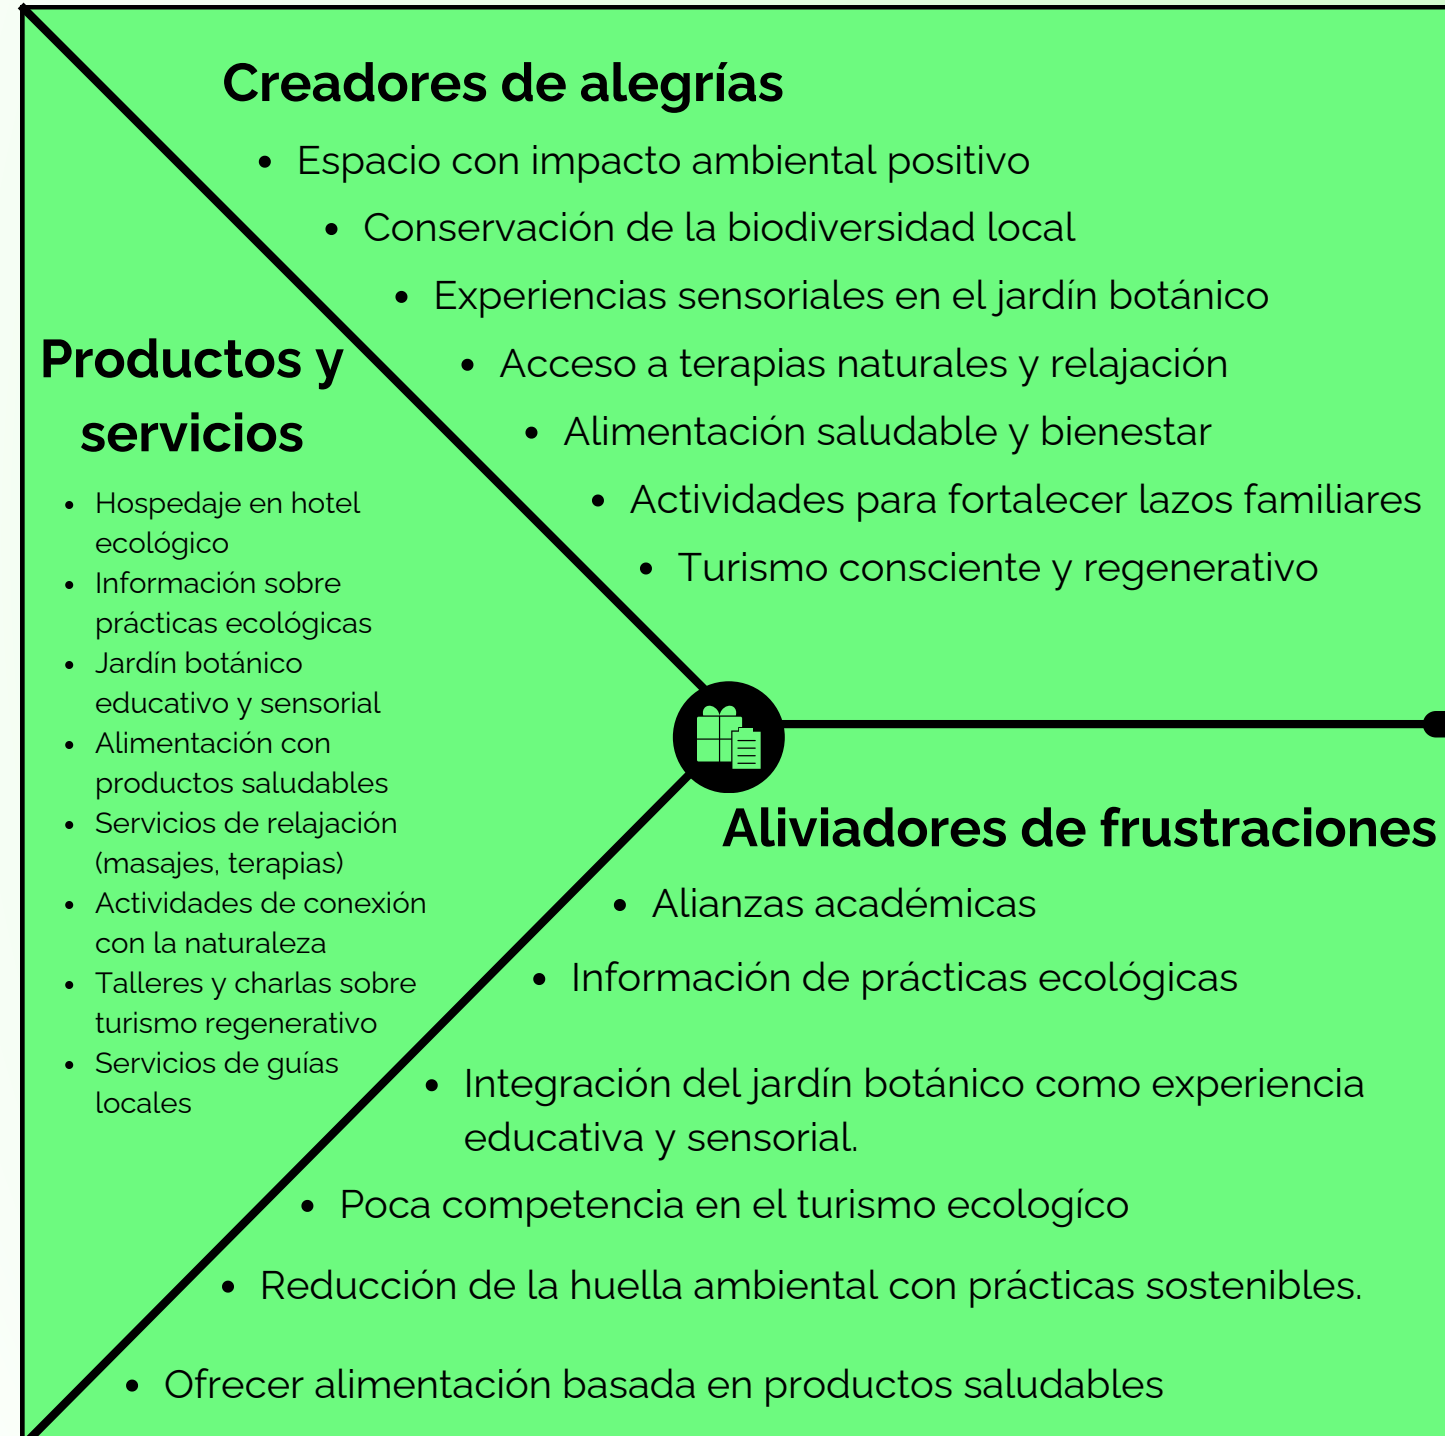 Creadores de alegrías
• Espacio con impacto ambiental positivo
• Conservación de la biodiversidad local
• Experiencias sensoriales en el jardín botánico
• Acceso a terapias naturales y relajación
• Alimentación saludable y bienestar
• Actividades para fortalecer lazos familiares
• Turismo consciente y regenerativo
Productos y
servicios
• Hospedaje en hotel
ecológico
• Información sobre
prácticas ecológicas
• Jardín botánico
educativo y sensorial
• Alimentación con
productos saludables
• Servicios de relajación
(masajes, terapias)
• Actividades de conexión
con la naturaleza
• Talleres y charlas sobre
turismo regenerativo
• Servicios de guías
locales
Aliviadores de frustraciones
• Alianzas académicas
• Información de prácticas ecológicas
• Integración del jardín botánico como experiencia
educativa y sensorial.
• Poca competencia en el turismo ecologíco
• Reducción de la huella ambiental con prácticas sostenibles.
• Ofrecer alimentación basada en productos saludables